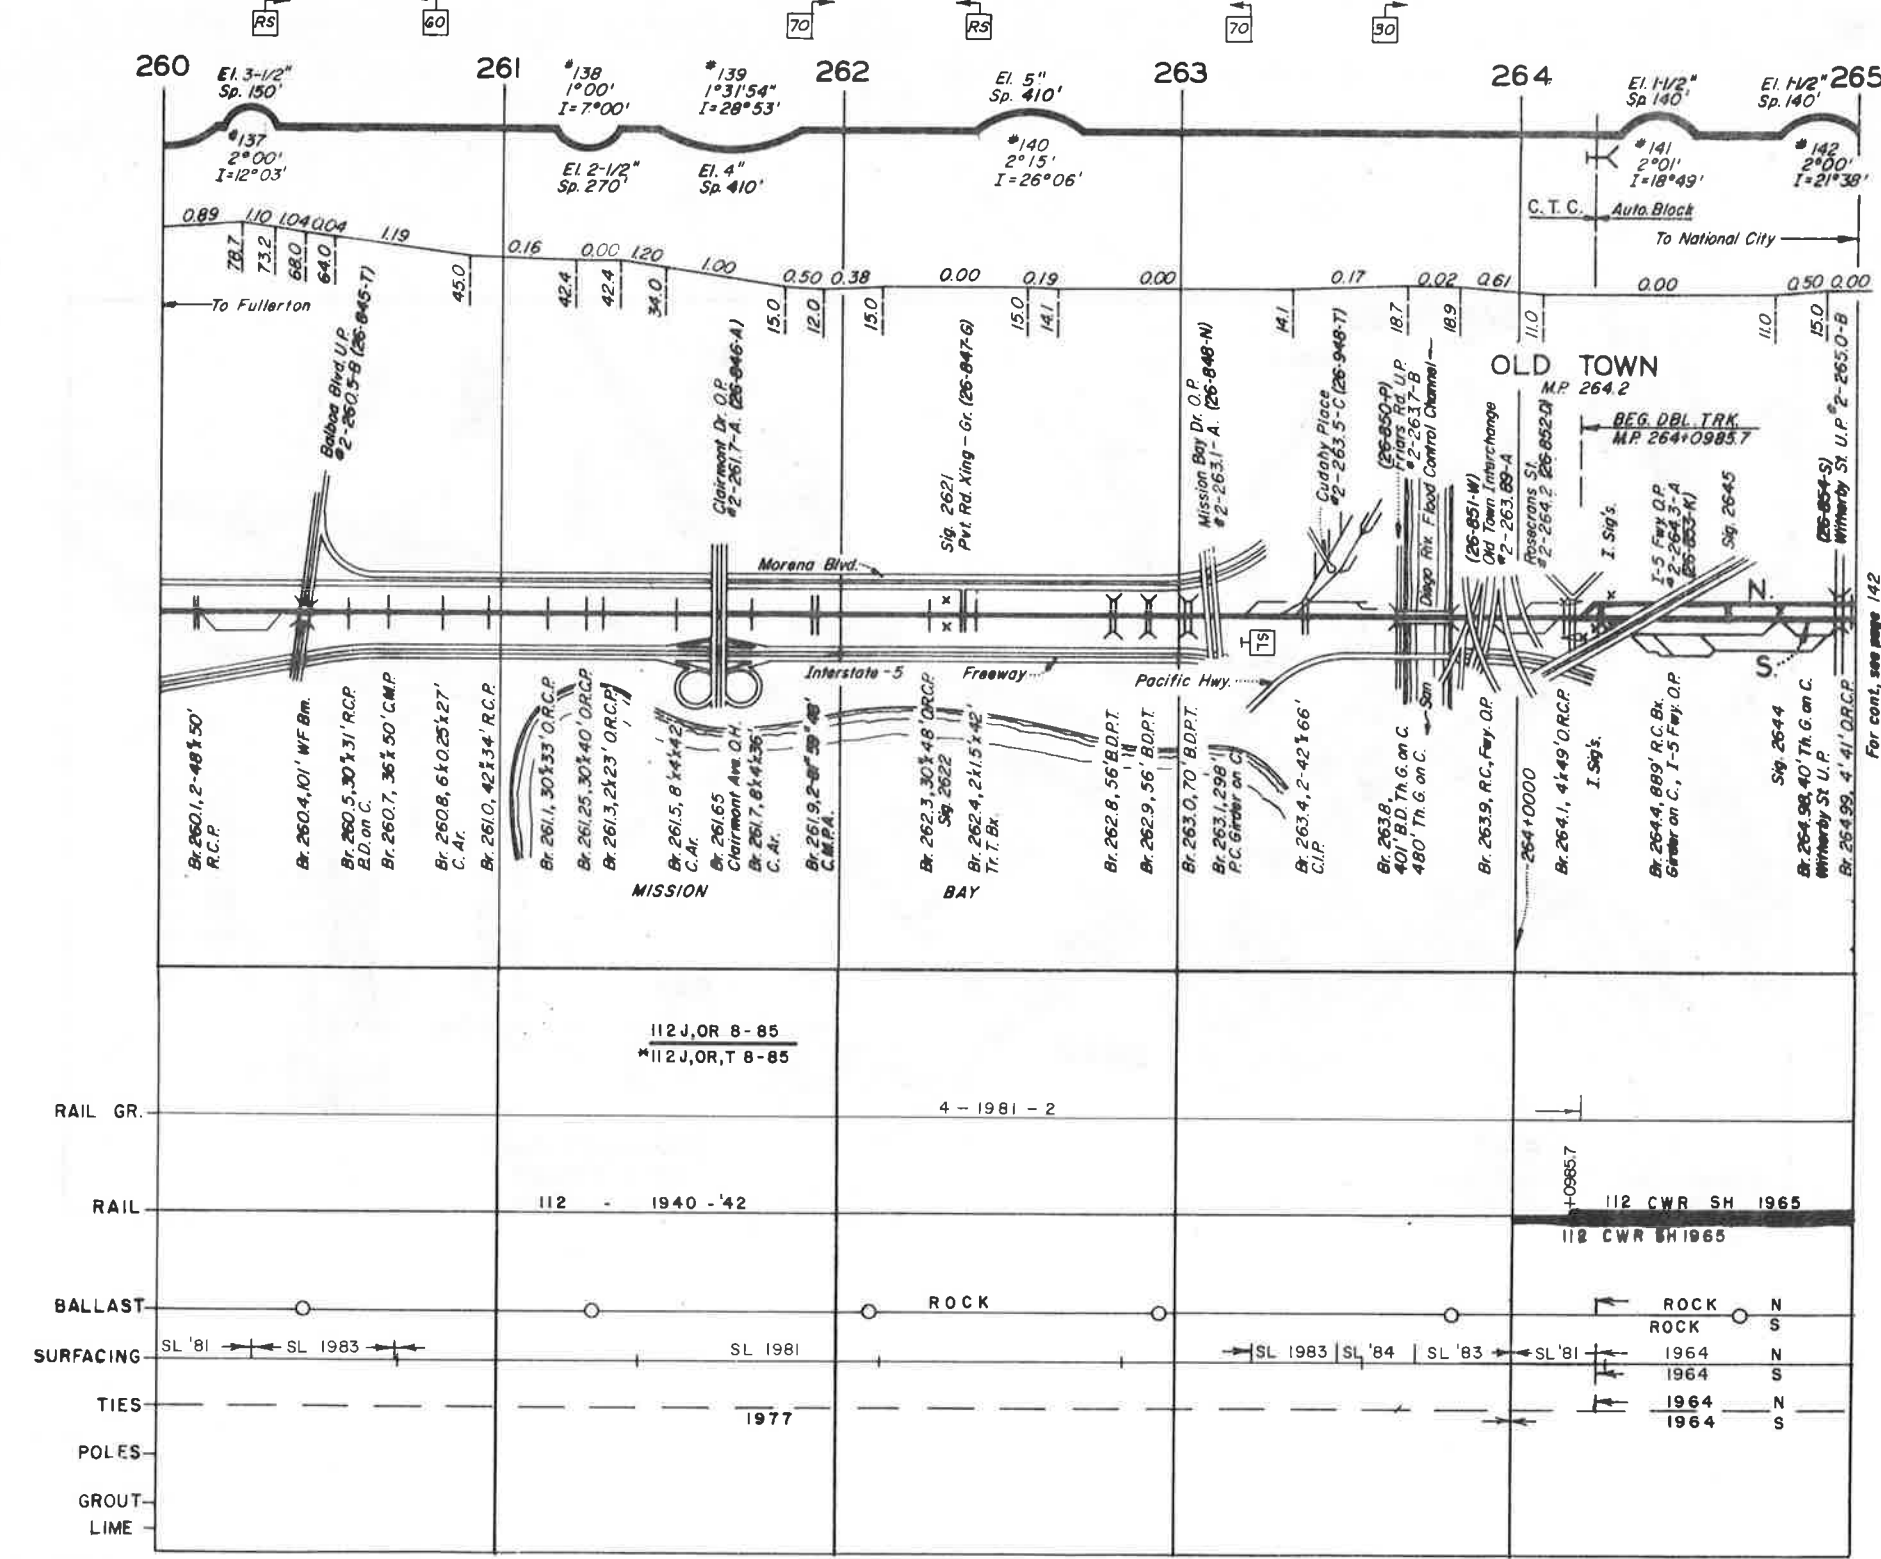 RS
60
70
RS
70
30
260
261
262
263
264
265
El. 3-1/2"
Sp. 150'
#137
2°00'
I=12°03'
#138
1°00'
I=7°00'
El. 2-1/2"
Sp. 270'
#139
1°31'54"
I=28°53'
El. 4"
Sp. 410'
El. 5"
Sp. 410'
#140
2°15'
I=26°06'
El. 1-1/2"
Sp. 140'
#141
2°01'
I=18°49'
El. 1-1/2"
Sp. 140'
#142
2°00'
I=21°38'
C.T.C.
Auto. Block
To National City
To Fullerton
0.89 1.10 1.04 0.04 1.19 0.16 0.00 1.20 1.00 0.50 0.38 0.00 0.19 0.00 0.17 0.02 0.61 0.00 0.50 0.00
78.7 73.2 68.0 64.0 45.0 42.4 42.4 34.0 15.0 12.0 15.0 15.0 14.1 14.1 18.7 18.9 11.0 11.0 15.0
Balboa Blvd. U.P.
#2-260.5-B (26-845-T)
Clairmont Dr. O.P.
#2-261.7-A. (26-846-A)
Sig. 2621
Pvt. Rd. Xing-Gr. (26-847-G)
Mission Bay Dr. O.P.
#2-263.1-A. (26-848-N)
Cudahy Place
#2-263.5-C (26-948-T)
(26-850-P)
Friars Rd. U.P.
#2-263.7-B
San Diego Riv. Flood Control Channel
(26-851-W)
Old Town Interchange
#2-263.89-A
Rosecrans St.
#2-264.2 (26-852-D)
OLD TOWN
M.P. 264.2
BEG. DBL. TRK.
M.P. 264+0985.7
I. Sig's.
I-5 Fwy. O.P.
#2-264.3-A
(26-853-K)
Sig. 2645
(26-854-S)
Witherby St. U.P. #2-265.0-B
Morena Blvd.
Interstate-5
Freeway
Pacific Hwy.
TS
N.
S.
For cont. see page 142
Br. 260.1, 2-48"x50'
R.C.P.
Br. 260.4, 101' WF Bm.
Br. 260.5, 30"x31' R.C.P.
B.D. on C.
Br. 260.7, 36"x50' C.M.P.
Br. 260.8, 6'x0.25'x27'
C. Ar.
Br. 261.0, 42"x34' R.C.P.
Br. 261.1, 30"x33' O.R.C.P.
Br. 261.25, 30"x40' O.R.C.P.
Br. 261.3, 2'x23' O.R.C.P.
Br. 261.5, 8'x4'x42'
C. Ar.
Br. 261.65
Clairmont Ave. O.H.
Br. 261.7, 8'x4'x36'
C. Ar.
Br. 261.9, 2-81" 59" 48'
C.M.P.A.
Br. 262.3, 30"x48' O.R.C.P.
Sig. 2622
Br. 262.4, 2'x1.5'x42'
Tr. T. Bx.
Br. 262.8, 56' B.D.P.T.
Br. 262.9, 56' B.D.P.T.
Br. 263.0, 70' B.D.P.T.
Br. 263.1, 298'
P.C. Girder on C.
Br. 263.4, 2-42"x66'
C.I.P.
Br. 263.8,
401' B.D. Th. G. on C.
480' Th. G. on C.
Br. 263.9, R.C., Fwy. O.P.
264+0000
Br. 264.1, 4'x49' O.R.C.P.
I. Sig's.
Br. 264.4, 889' R.C. Bx.
Girder on C., I-5 Fwy. O.P.
Sig. 2644
Br. 264.98, 40' Th. G. on C.
Witherby St. U.P.
Br. 264.99, 4' 41' O.R.C.P.
MISSION BAY
112 J,OR 8-85
*112 J,OR,T 8-85
RAIL GR.
4-1981-2
RAIL
112 - 1940-'42
+0985.7
112 CWR SH 1965
112 CWR SH 1965
BALLAST
ROCK
ROCK N
ROCK S
SURFACING
SL '81
SL 1983
SL 1981
SL 1983
SL '84
SL '83
SL '81
1964 N
1964 S
TIES
1977
1964 N
1964 S
POLES
GROUT
LIME